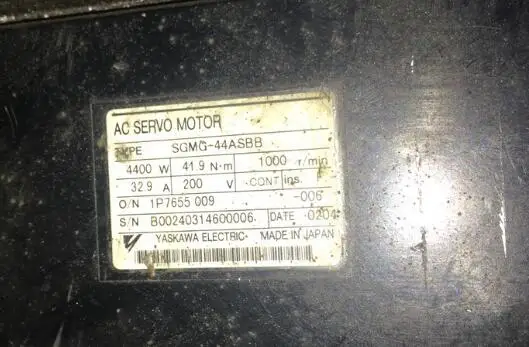 AC SERVO MOTOR
TYPE SGMG-44ASBB
4400 W 41.9 N·m 1000 r/min
32.9 A 200 V CONT ins.
O/N 1P7655 009 -006
S/N B00240314600006 DATE 0204
YASKAWA ELECTRIC MADE IN JAPAN